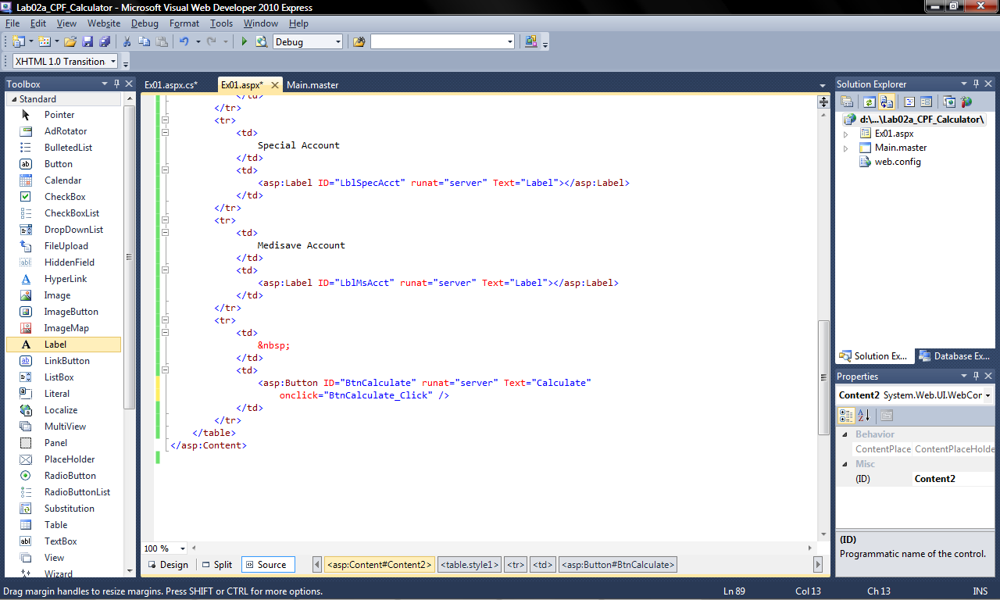 Lab02a_CPF_Calculator - Microsoft Visual Web Developer 2010 Express
File Edit View Website Debug Format Tools Window Help
Debug
XHTML 1.0 Transition
Toolbox
Standard
Pointer
AdRotator
BulletedList
Button
Calendar
CheckBox
CheckBoxList
DropDownList
FileUpload
HiddenField
HyperLink
Image
ImageButton
ImageMap
Label
LinkButton
ListBox
Literal
Localize
MultiView
Panel
PlaceHolder
RadioButton
RadioButtonList
Substitution
Table
TextBox
View
Wizard
Ex01.aspx.cs* Ex01.aspx* Main.master
</td>
</tr>
<tr>
<td>
Special Account
</td>
<td>
<asp:Label ID="LblSpecAcct" runat="server" Text="Label"></asp:Label>
</td>
</tr>
<tr>
<td>
Medisave Account
</td>
<td>
<asp:Label ID="LblMsAcct" runat="server" Text="Label"></asp:Label>
</td>
</tr>
<tr>
<td>
&nbsp;
</td>
<td>
<asp:Button ID="BtnCalculate" runat="server" Text="Calculate"
onclick="BtnCalculate_Click" />
</td>
</tr>
</table>
</asp:Content>
100 %
Design Split Source <asp:Content#Content2> <table.style1> <tr> <td> <asp:Button#BtnCalculate>
Solution Explorer
d:\...\Lab02a_CPF_Calculator\
Ex01.aspx
Main.master
web.config
Solution Ex... Database Ex...
Properties
Content2 System.Web.UI.WebCor
Behavior
ContentPlace ContentPlaceHolde
Misc
(ID) Content2
(ID)
Programmatic name of the control.
Drag margin handles to resize margins. Press SHIFT or CTRL for more options. Ln 89 Col 13 Ch 13 INS